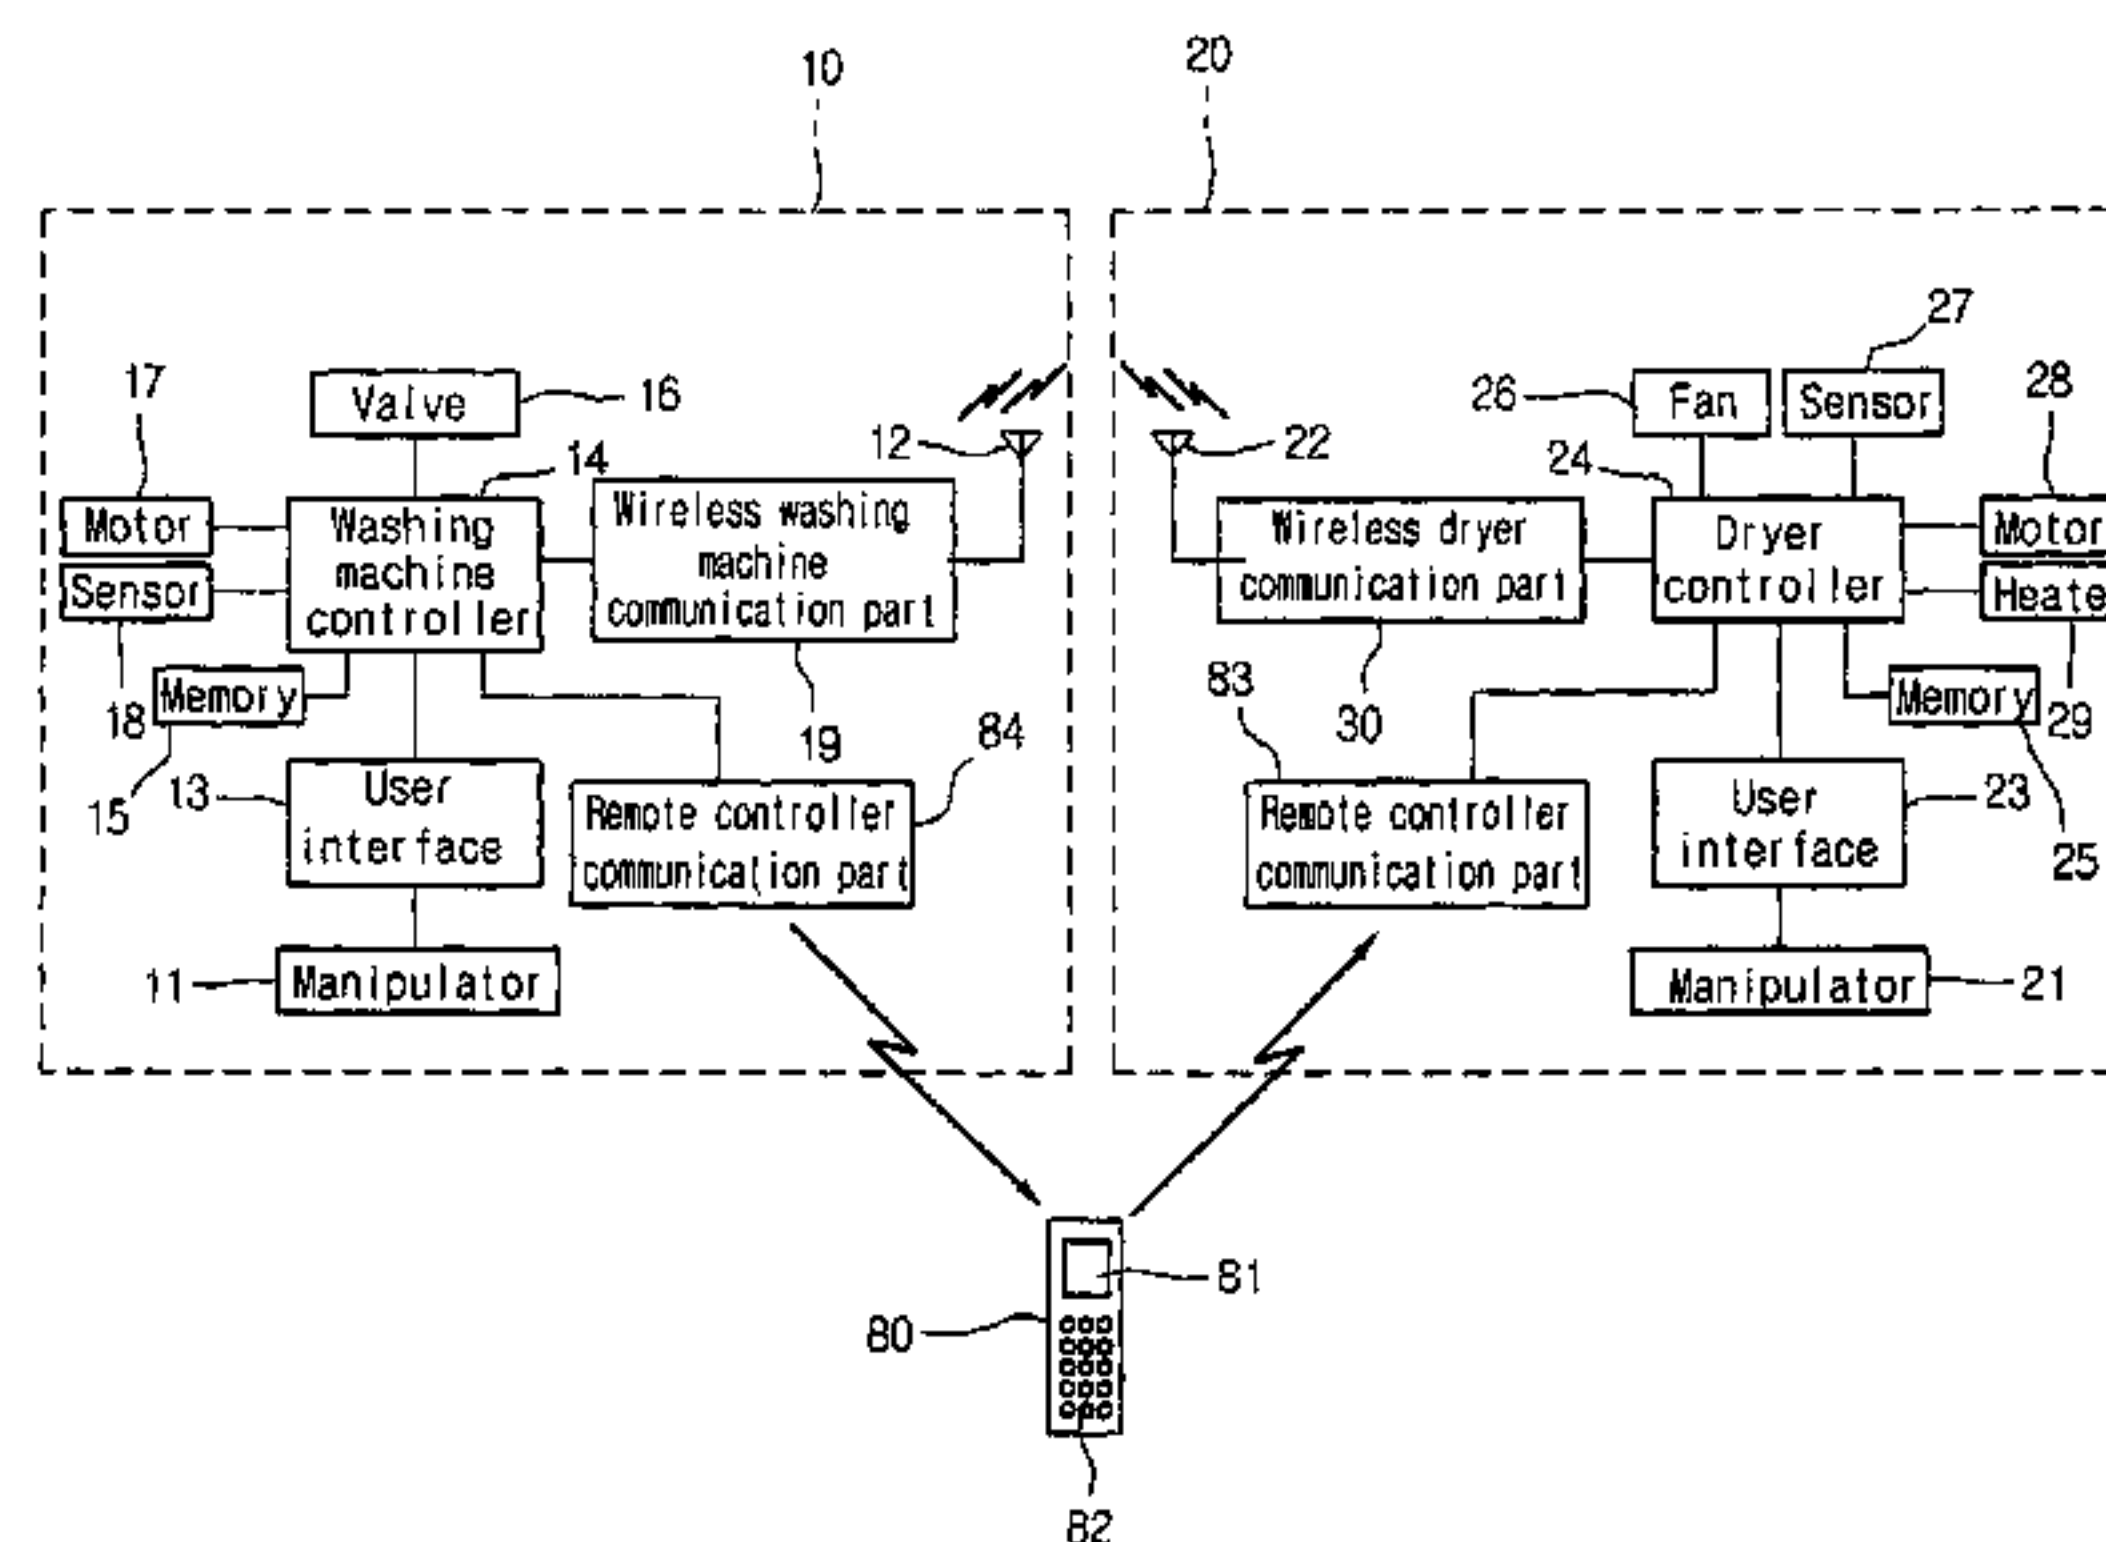 10
20
27
17
Valve
16
26
Fan
Sensor
28
12
22
14
24
Motor
Washing
machine
controller
Wireless washing
machine
communication part
Wireless dryer
communication part
Dryer
controller
Motor
Sensor
Heate
18
Memory
19
84
83
30
Memory
29
15
13
User
interface
Remote controller
communication part
Remote controller
communication part
User
interface
23
25
11
Manipulator
Manipulator
21
81
80
82